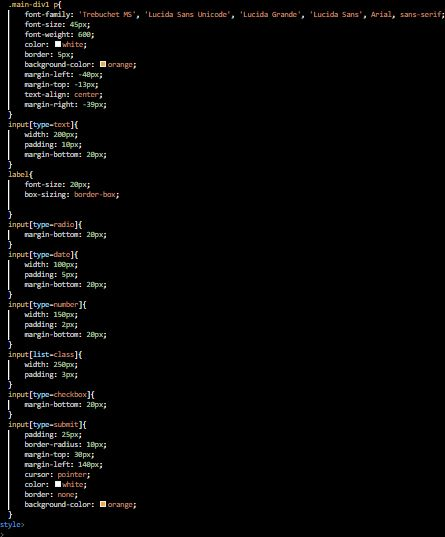 .main-div1 p{
font-family: 'Trebuchet MS', 'Lucida Sans Unicode', 'Lucida Grande', 'Lucida Sans', Arial, sans-serif;
font-size: 45px;
font-weight: 600;
color: white;
border: 5px;
background-color: orange;
margin-left: -40px;
margin-top: -13px;
text-align: center;
margin-right: -39px;
}
input[type=text]{
width: 200px;
padding: 10px;
margin-bottom: 20px;
}
label{
font-size: 20px;
box-sizing: border-box;
}
input[type=radio]{
margin-bottom: 20px;
}
input[type=date]{
width: 100px;
padding: 5px;
margin-bottom: 20px;
}
input[type=number]{
width: 150px;
padding: 2px;
margin-bottom: 20px;
}
input[list=class]{
width: 250px;
padding: 3px;
}
input[type=checkbox]{
margin-bottom: 20px;
}
input[type=submit]{
padding: 25px;
border-radius: 10px;
margin-top: 30px;
margin-left: 140px;
cursor: pointer;
color: white;
border: none;
background-color: orange;
}
style>
>